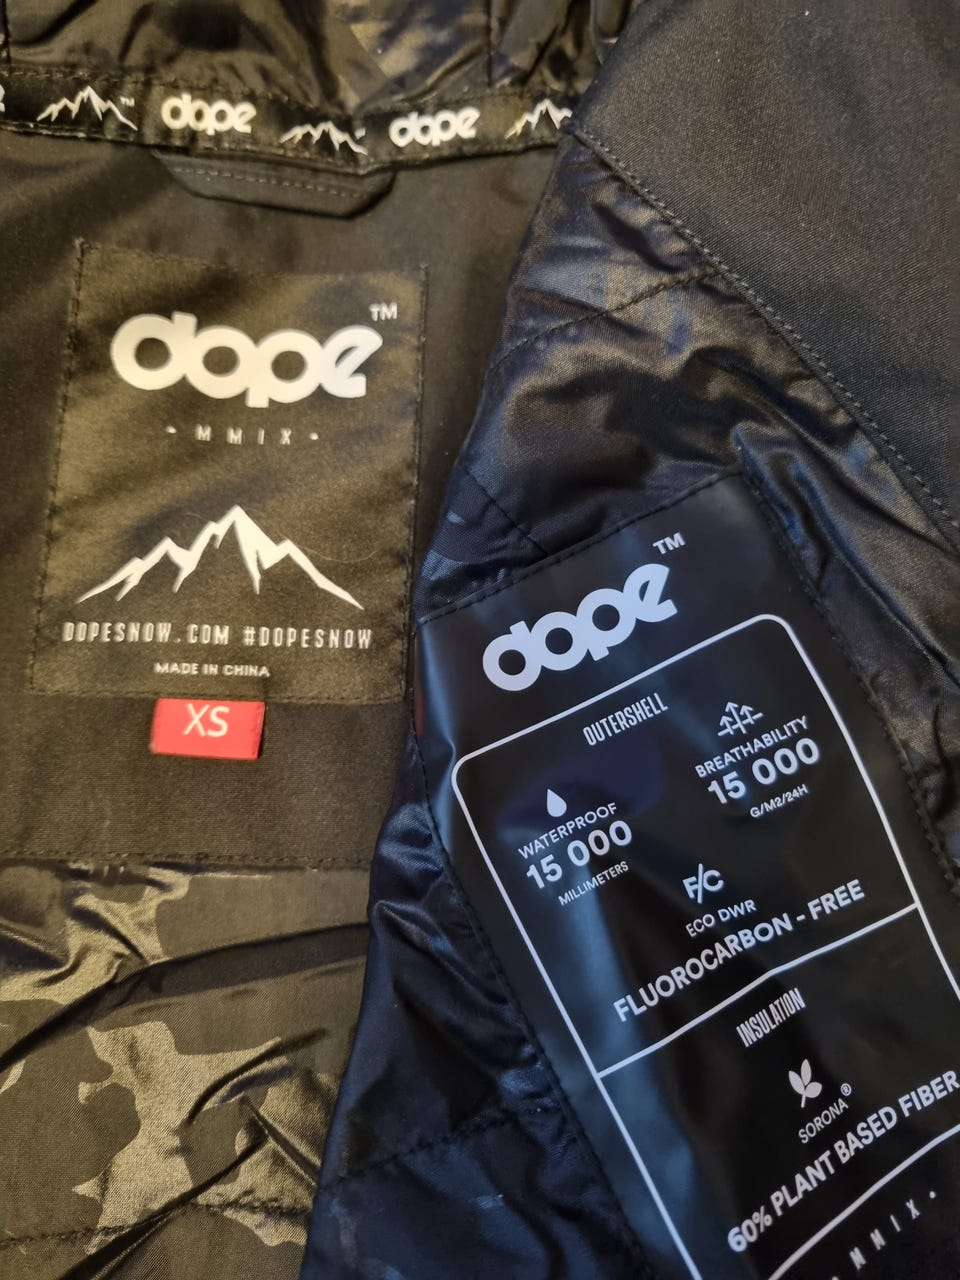 dope
dope
dope™
• MMIX •
DOPESNOW.COM #DOPESNOW
MADE IN CHINA
XS
dope™
OUTERSHELL
WATERPROOF
15 000
MILLIMETERS
BREATHABILITY
15 000
G/M2/24H
F/C
ECO DWR
FLUOROCARBON - FREE
INSULATION
SORONA®
60% PLANT BASED FIBER
MMIX •